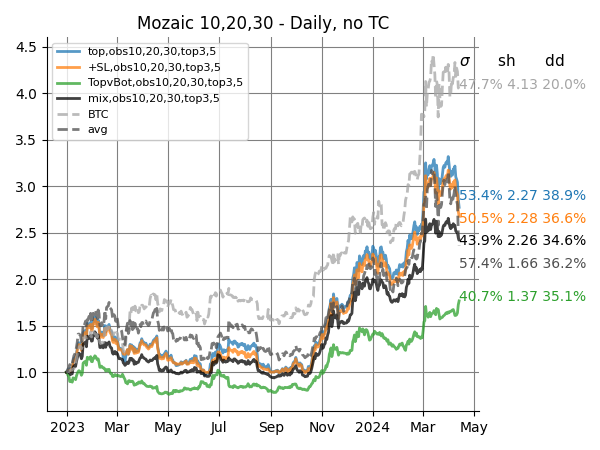 Mozaic 10,20,30 - Daily, no TC
4.5
4.0
3.5
3.0
2.5
2.0
1.5
1.0
top,obs10,20,30,top3,5
+SL,obs10,20,30,top3,5
TopvBot,obs10,20,30,top3,5
mix,obs10,20,30,top3,5
BTC
avg
σ sh dd
47.7% 4.13 20.0%
53.4% 2.27 38.9%
50.5% 2.28 36.6%
43.9% 2.26 34.6%
57.4% 1.66 36.2%
40.7% 1.37 35.1%
2023 Mar May Jul Sep Nov 2024 Mar May